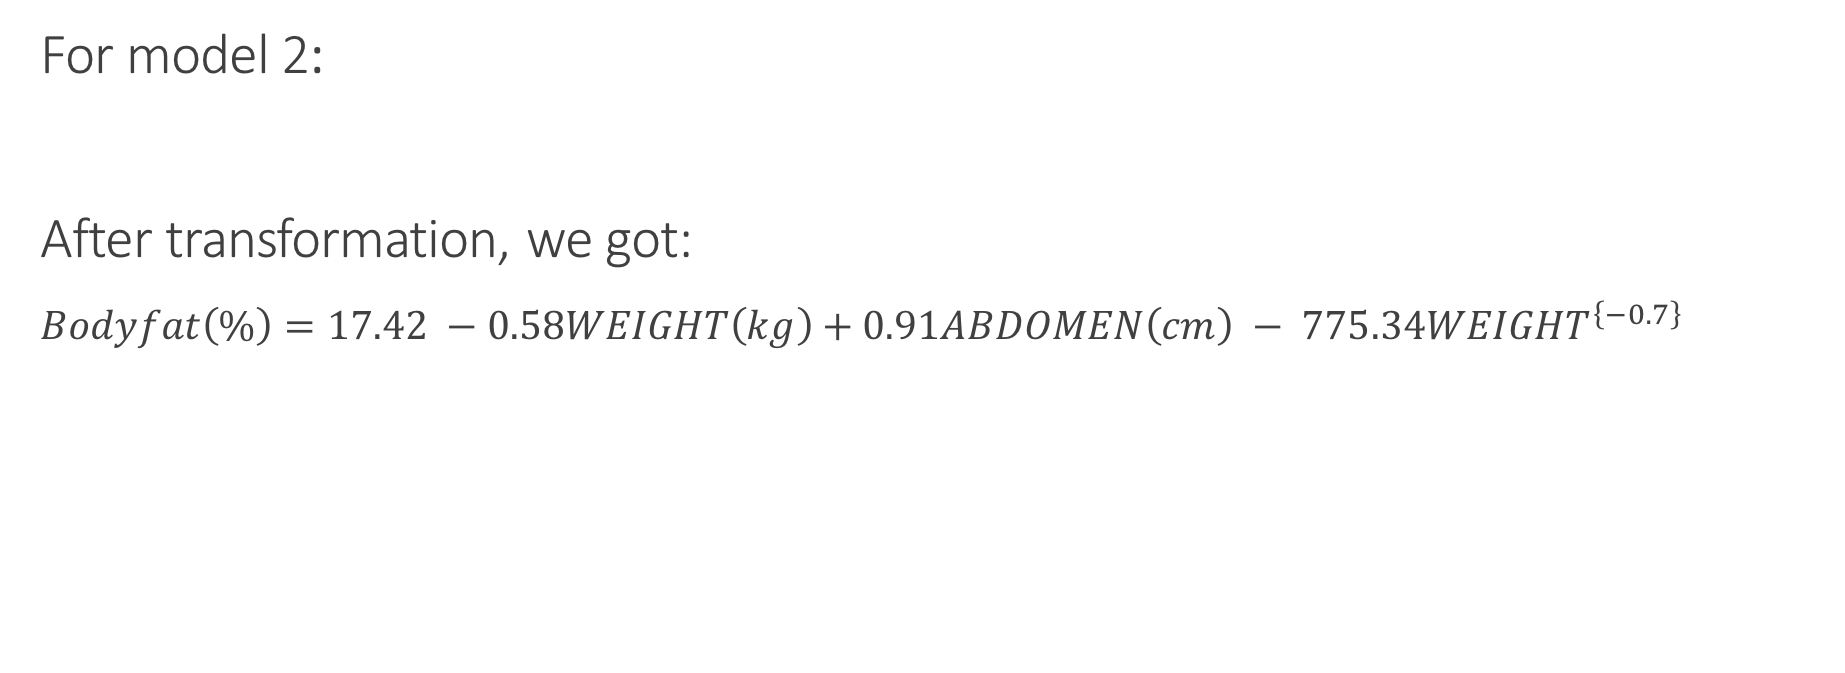 For model 2:
After transformation, we got:
Bodyfat(%) = 17.42 − 0.58WEIGHT(kg) + 0.91ABDOMEN(cm) − 775.34WEIGHT^{−0.7}